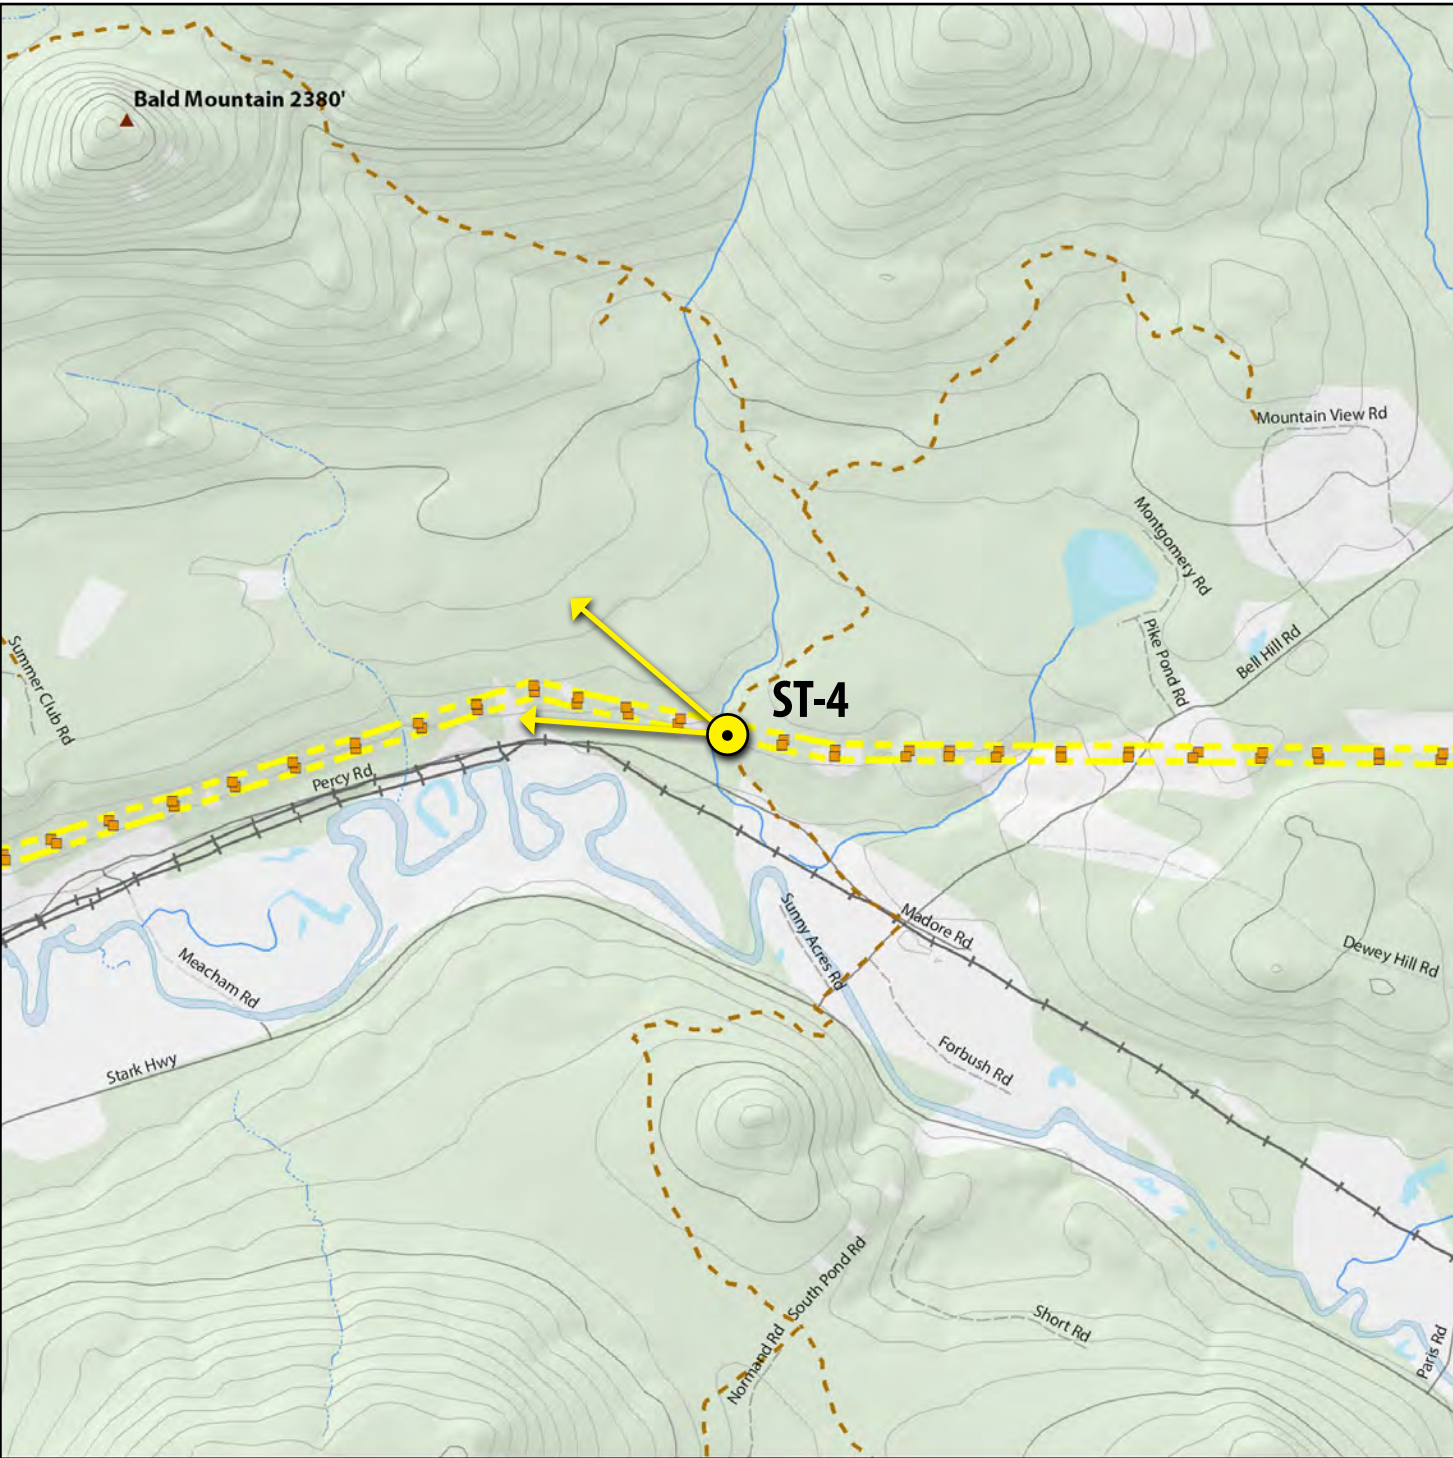 Bald Mountain 2380'
Mountain View Rd
Montgomery Rd
Pike Pond Rd
Bell Hill Rd
Summer Club Rd
ST-4
Percy Rd
Sunny Acres Rd
Madore Rd
Dewey Hill Rd
Meacham Rd
Forbush Rd
Stark Hwy
South Pond Rd
Short Rd
Normand Rd
Paris Rd